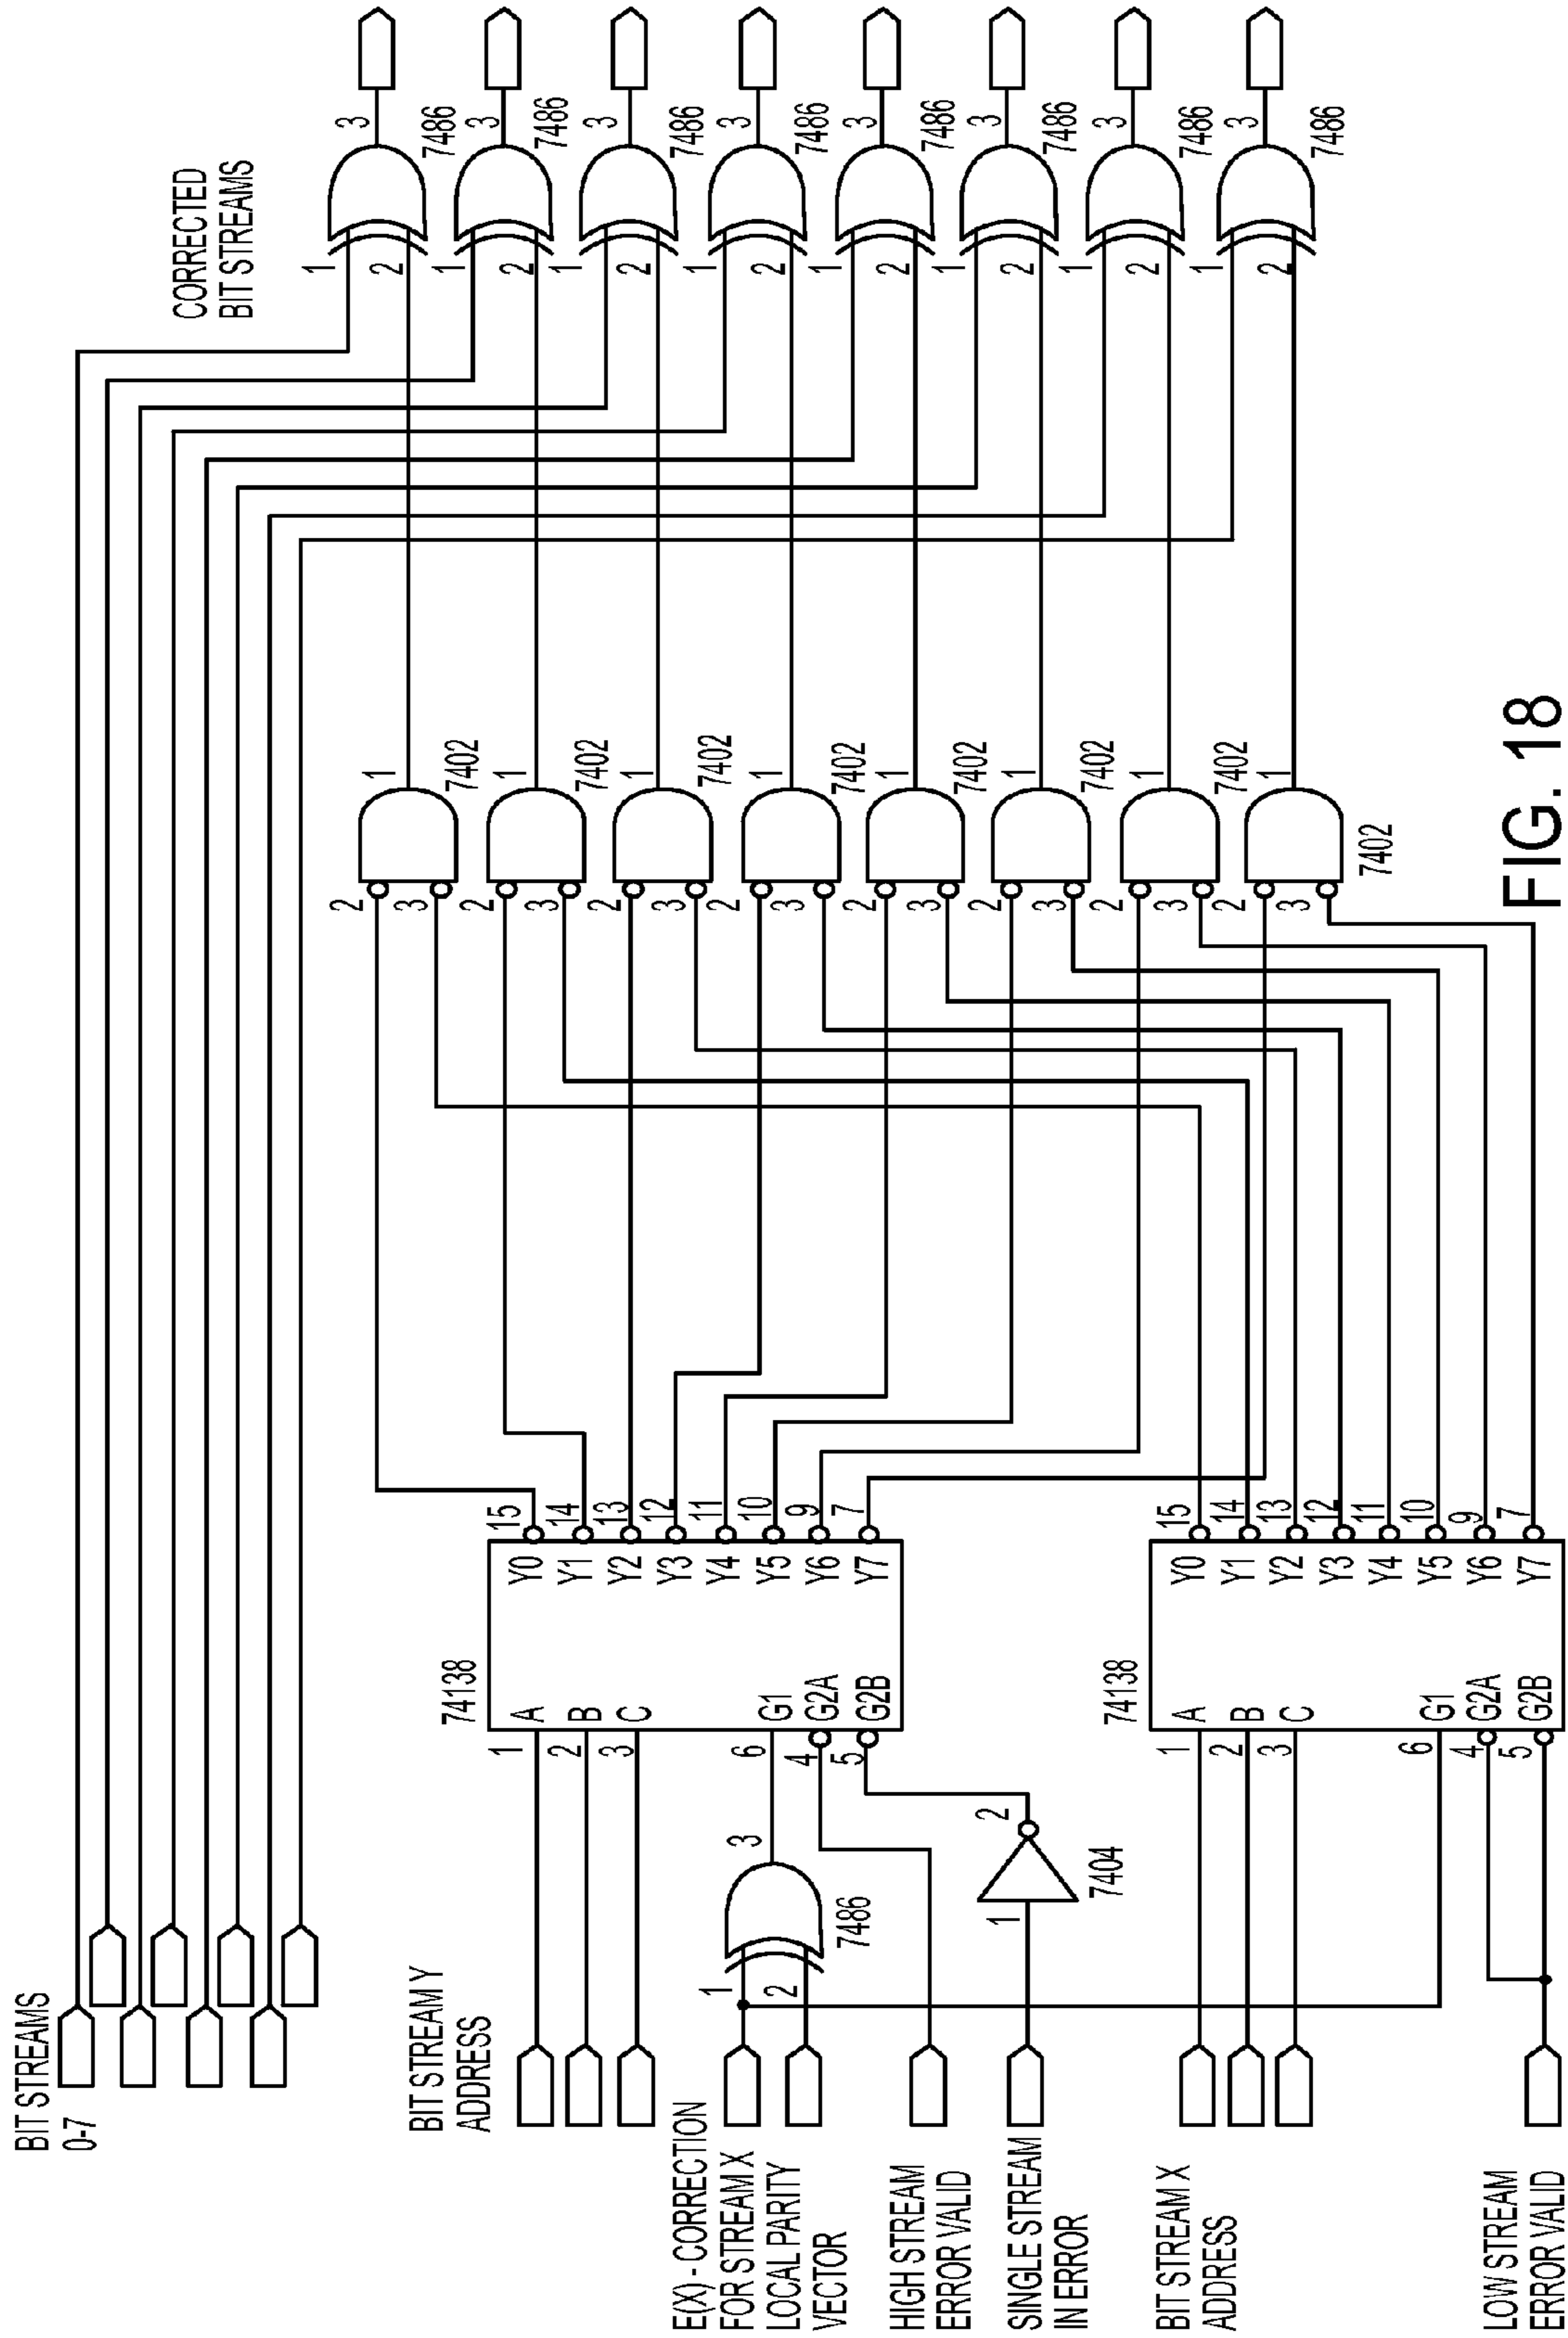 BIT STREAMS
0-7
CORRECTED
BIT STREAMS
BIT STREAM Y
ADDRESS
E(X) - CORRECTION
FOR STREAM X
LOCAL PARITY
VECTOR
HIGH STREAM
ERROR VALID
SINGLE STREAM
IN ERROR
BIT STREAM X
ADDRESS
LOW STREAM
ERROR VALID
1
2
3
7486
1
2
7404
74138
1
2
3
6
4
5
A
B
C
G1
G2A
G2B
Y0
Y1
Y2
Y3
Y4
Y5
Y6
Y7
15
14
13
12
11
10
9
7
74138
1
2
3
6
4
5
A
B
C
G1
G2A
G2B
Y0
Y1
Y2
Y3
Y4
Y5
Y6
Y7
15
14
13
12
11
10
9
7
2
3
1
7402
2
3
1
7402
2
3
1
7402
2
3
1
7402
2
3
1
7402
2
3
1
7402
2
3
1
7402
2
3
1
7402
1
2
3
7486
1
2
3
7486
1
2
3
7486
1
2
3
7486
1
2
3
7486
1
2
3
7486
1
2
3
7486
1
2
3
7486
FIG. 18